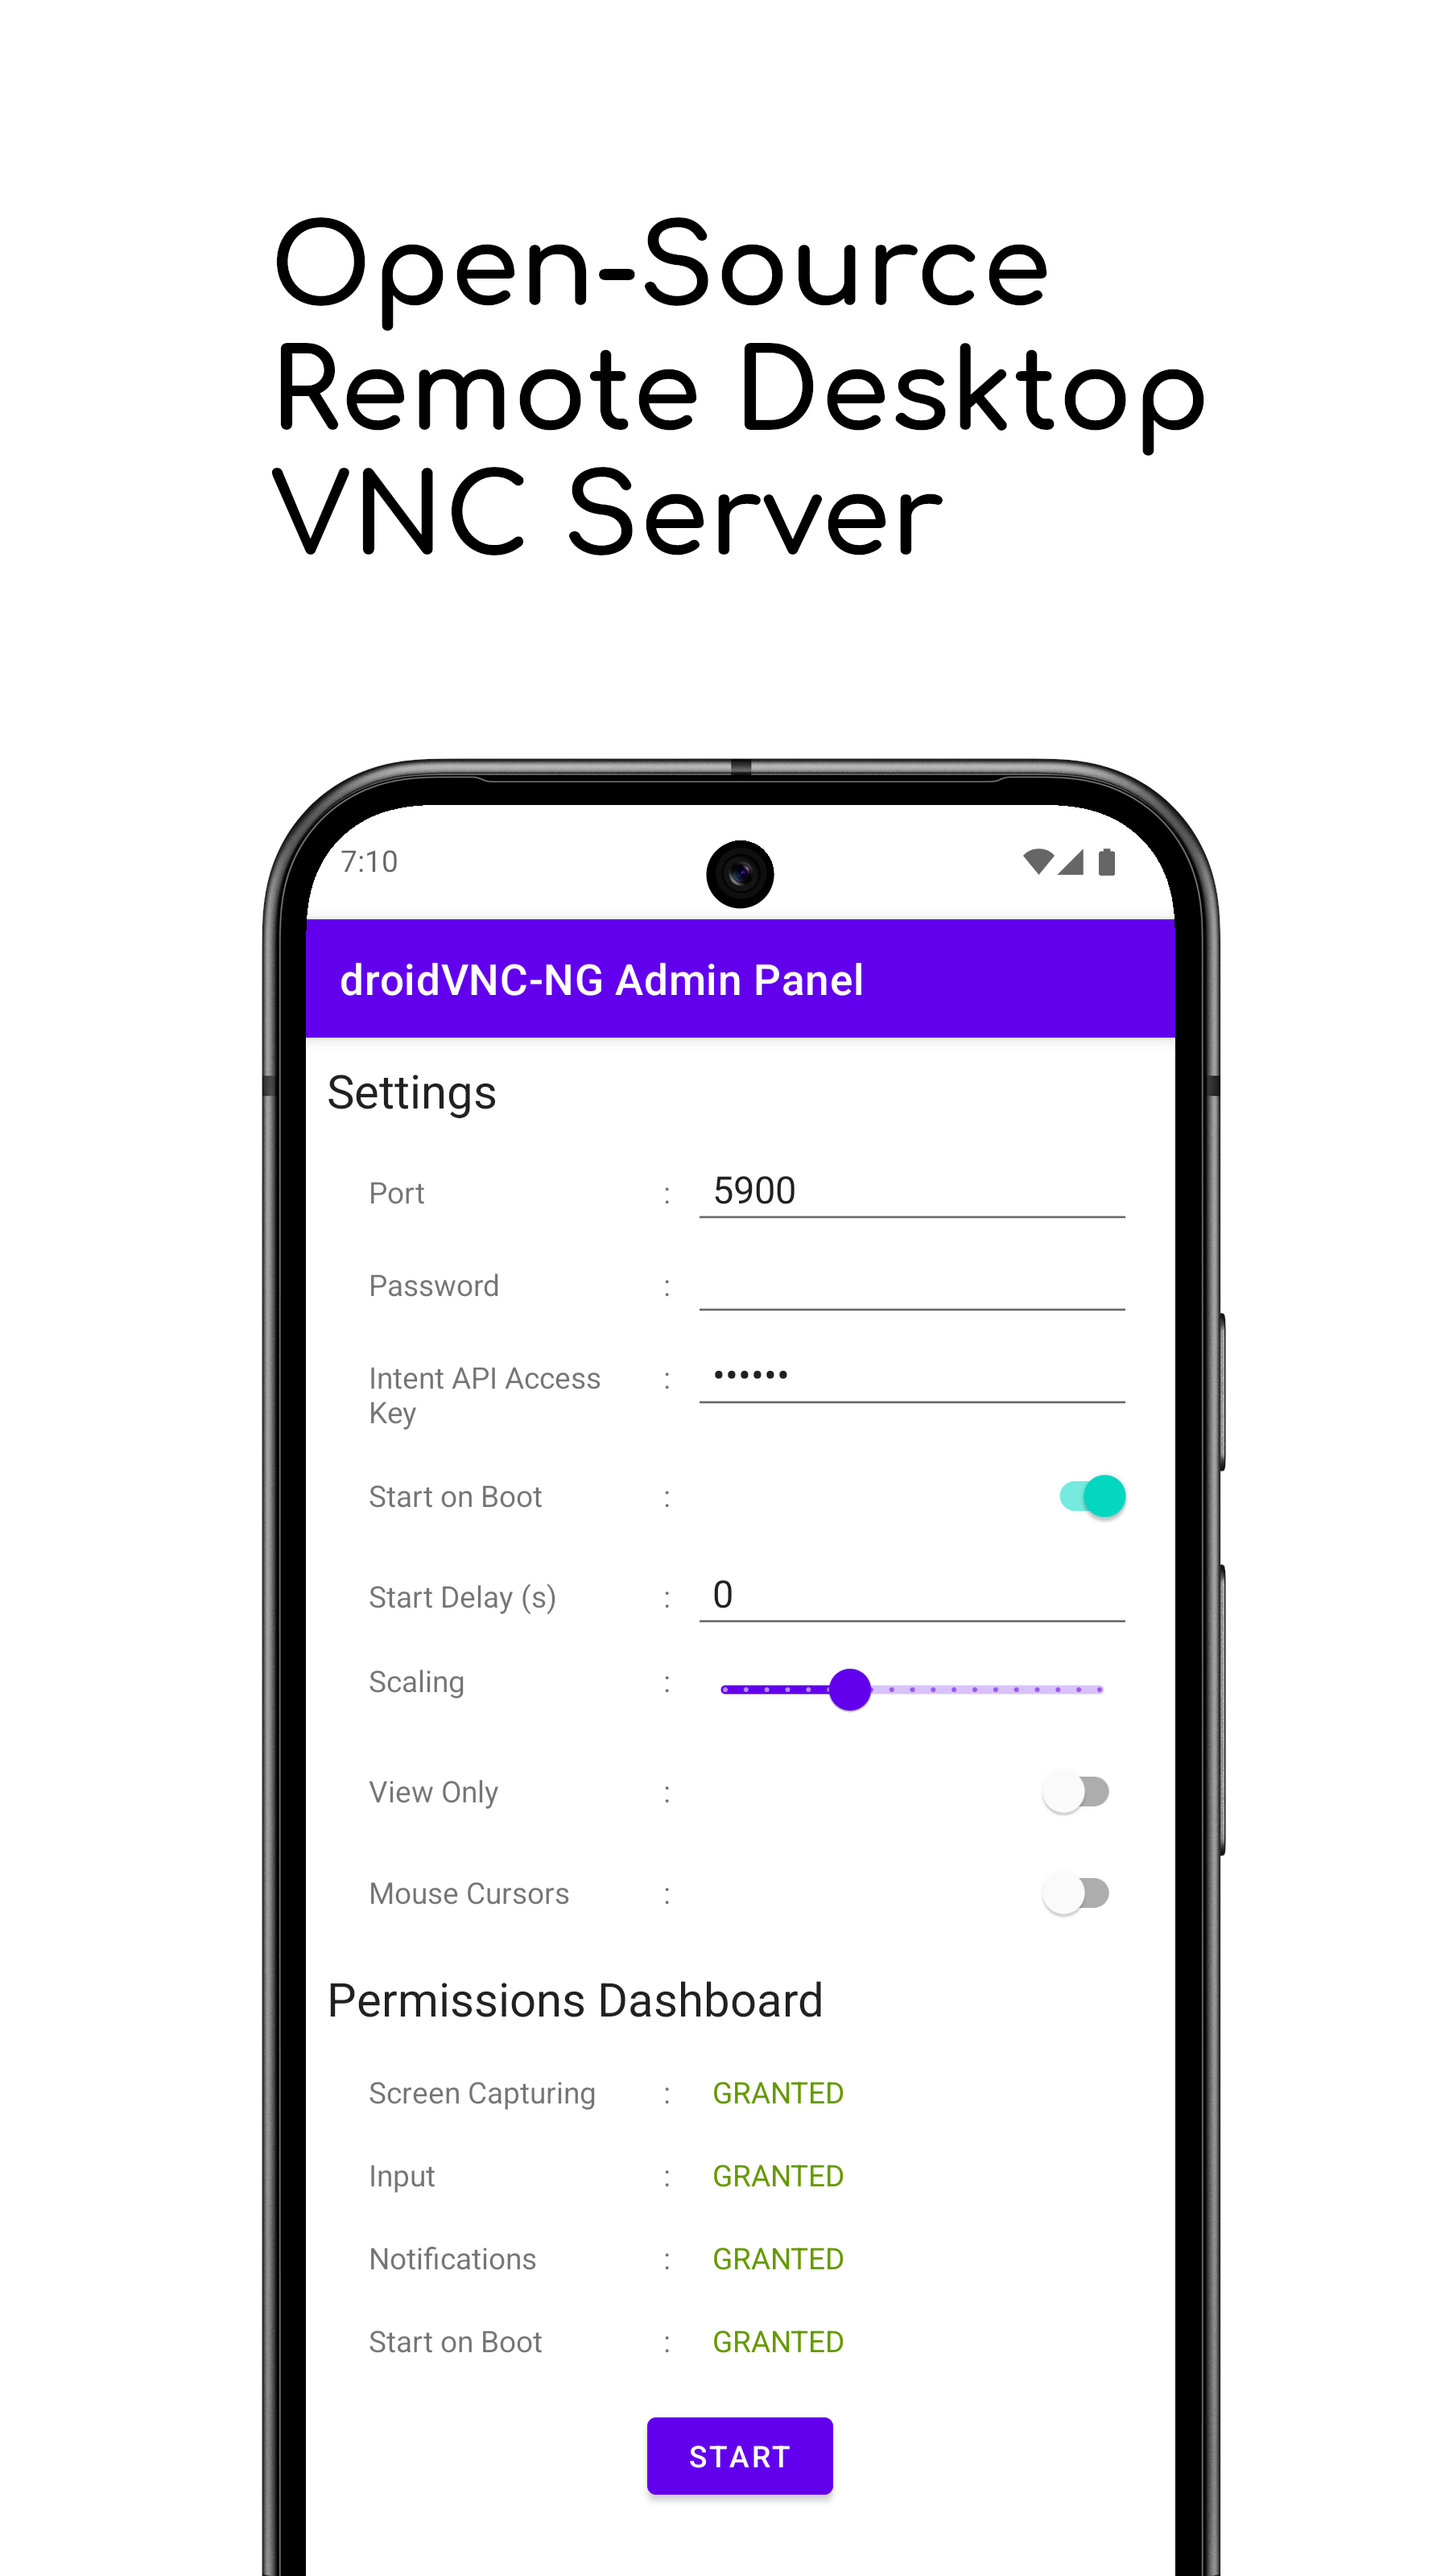 Open-Source
Remote Desktop
VNC Server
7:10
droidVNC-NG Admin Panel
Settings
Port : 5900
Password :
Intent API Access : ••••••
Key
Start on Boot :
Start Delay (s) : 0
Scaling :
View Only :
Mouse Cursors :
Permissions Dashboard
Screen Capturing : GRANTED
Input : GRANTED
Notifications : GRANTED
Start on Boot : GRANTED
START